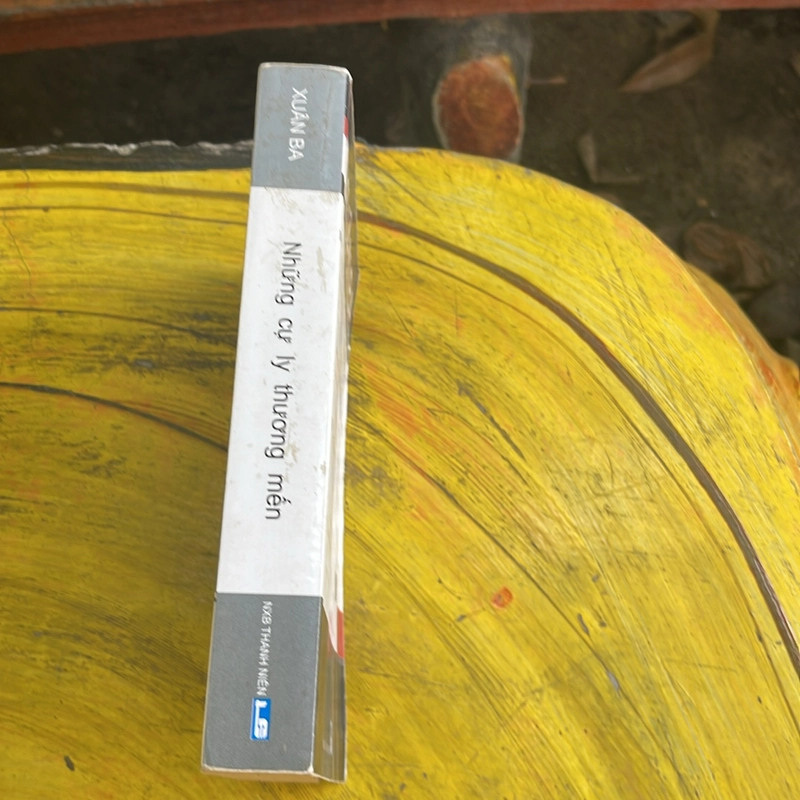 XUÂN BA
Những cự ly thương mến
NXB THANH NIÊN